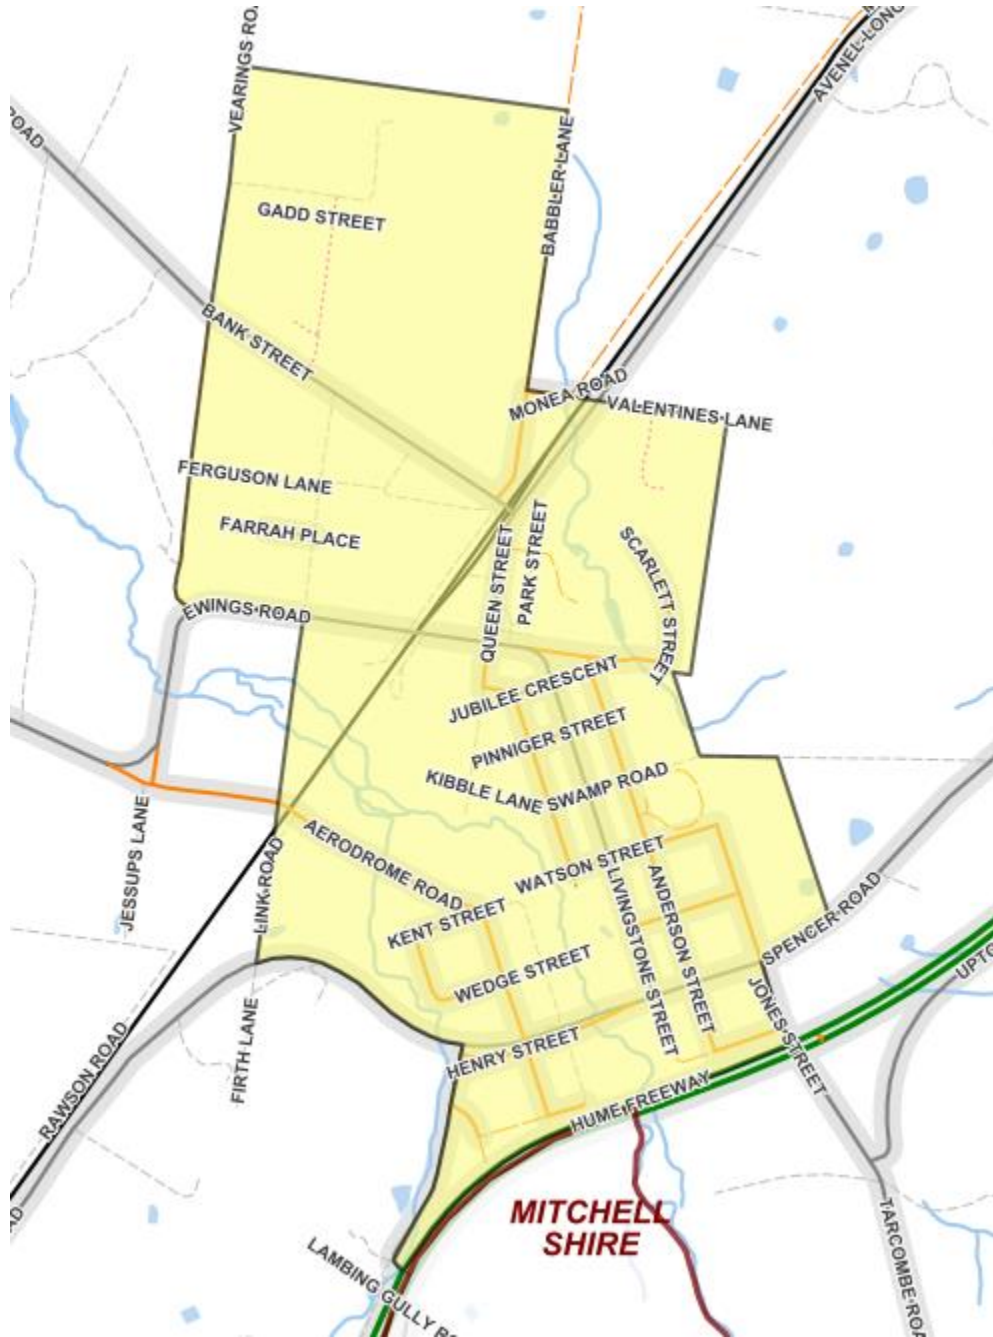 VEARINGS RO
AVENEL-LONG
ROAD
BABBLER LANE
GADD STREET
BANK STREET
MONEA ROAD
VALENTINES LANE
FERGUSON LANE
FARRAH PLACE
QUEEN STREET
PARK STREET
SCARLETT STREET
EWINGS ROAD
JUBILEE CRESCENT
PINNIGER STREET
KIBBLE LANE
SWAMP ROAD
JESSUPS LANE
LINK ROAD
AERODROME ROAD
WATSON STREET
KENT STREET
LIVINGSTONE STREET
ANDERSON STREET
SPENCER ROAD
WEDGE STREET
UPTO
JONES STREET
FIRTH LANE
HENRY STREET
RAWSON ROAD
HUME FREEWAY
MITCHELL
SHIRE
AD
LAMBING GULLY RO
TARCOMBE ROA